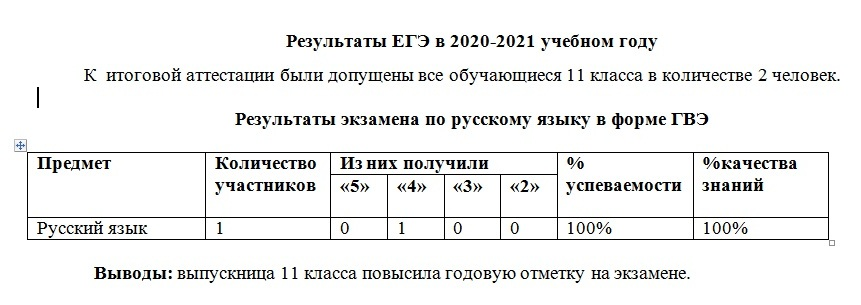 Результаты ЕГЭ в 2020-2021 учебном году
К итоговой аттестации были допущены все обучающиеся 11 класса в количестве 2 человек.
Результаты экзамена по русскому языку в форме ГВЭ
Предмет Количество участников Из них получили % успеваемости %качества знаний
«5» «4» «3» «2»
Русский язык 1 0 1 0 0 100% 100%
Выводы: выпускница 11 класса повысила годовую отметку на экзамене.